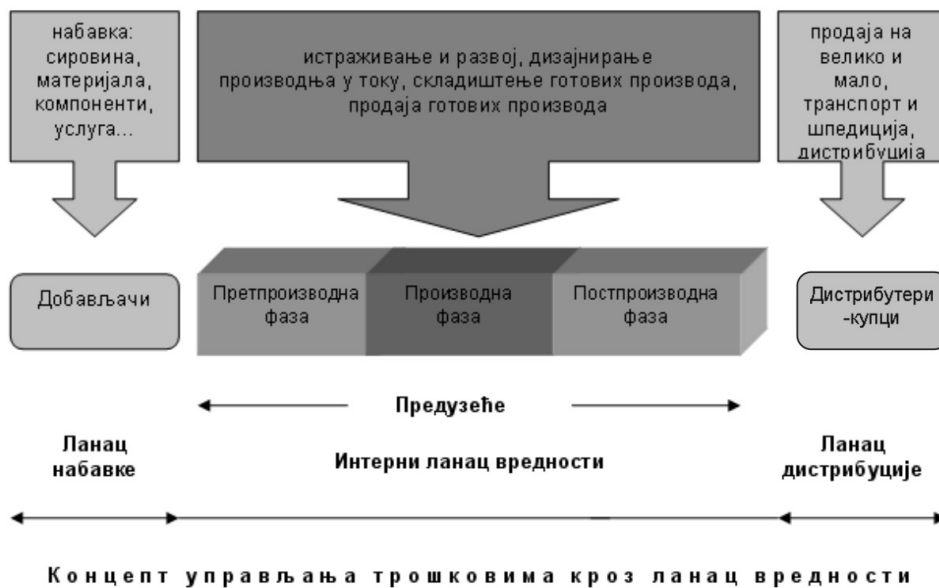 набавка:
сировина,
материјала,
компоненти,
услуга...
истраживање и развој, дизајнирање
производња у току, складиштење готових производа,
продаја готових производа
продаја на
велико и
мало,
транспорт и
шпедиција,
дистрибуција
Добављачи
Претпроизводна
фаза
Производна
фаза
Постпроизводна
фаза
Дистрибутери
-купци
Предузеће
Ланац
набавке
Интерни ланац вредности
Ланац
дистрибуције
Концепт управљања трошковима кроз ланац вредности